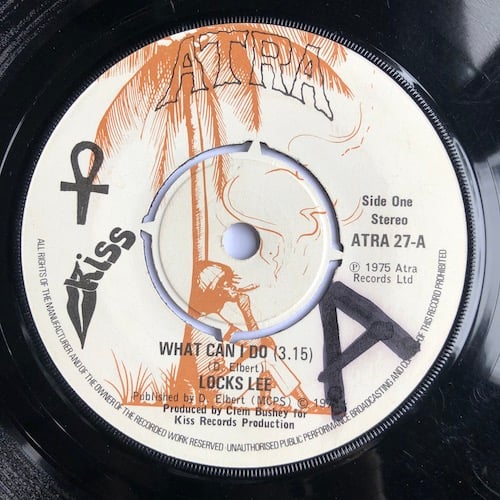 ATRA
Kiss
Side One
Stereo
ATRA 27-A
Ⓟ 1975 Atra
Records Ltd
WHAT CAN I DO (3.15)
(D. Elbert)
LOCKS LEE
Published by D. Elbert (MCPS) © 197
Produced by Clem Bushey for
Kiss Records Production
A
ALL RIGHTS OF THE MANUFACTURER AND OF THE OWNER OF THE RECORDED WORK RESERVED · UNAUTHORISED PUBLIC PERFORMANCE BROADCASTING AND COPYING OF THIS RECORD PROHIBITED